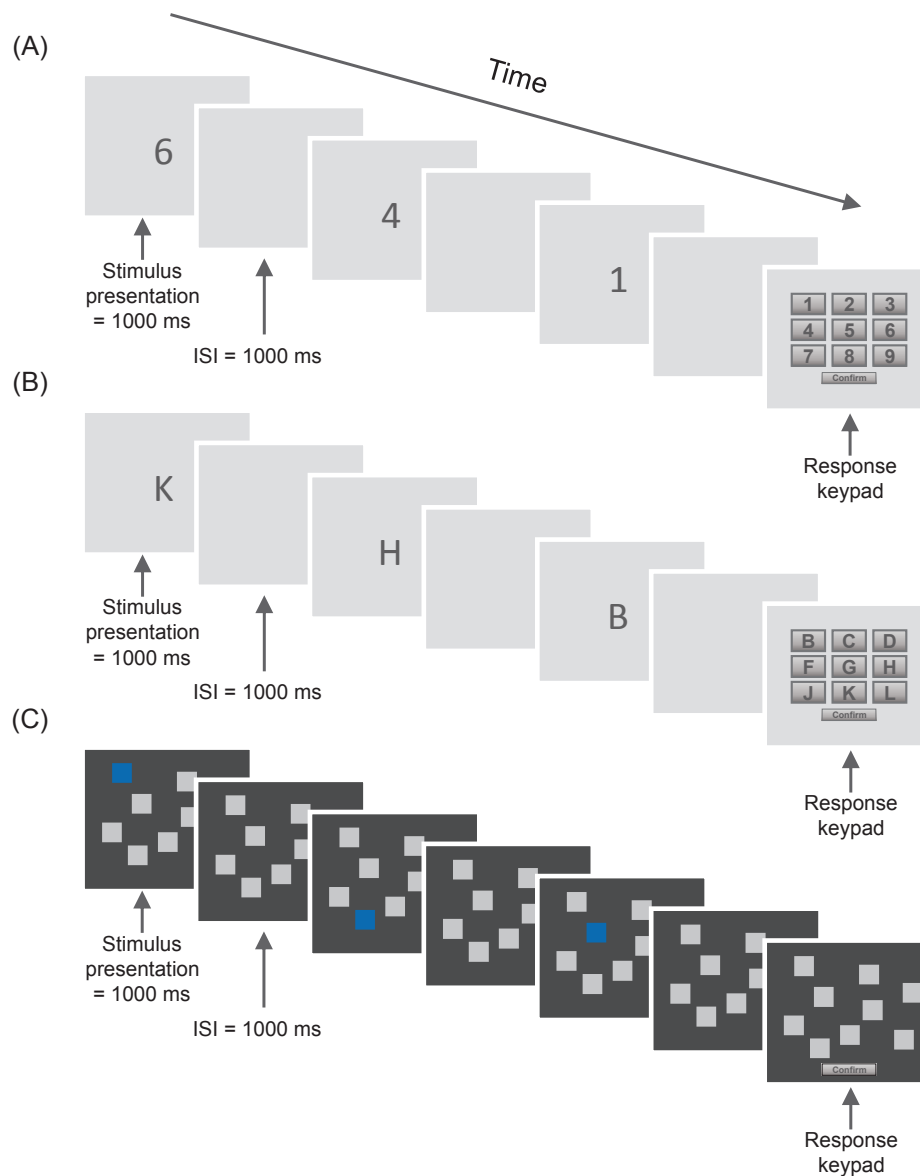 (A)
Time
6
4
1
Stimulus
presentation
= 1000 ms
ISI = 1000 ms
1 2 3
4 5 6
7 8 9
Confirm
Response
keypad
(B)
K
H
B
Stimulus
presentation
= 1000 ms
ISI = 1000 ms
B C D
F G H
J K L
Confirm
Response
keypad
(C)
Stimulus
presentation
= 1000 ms
ISI = 1000 ms
Confirm
Response
keypad